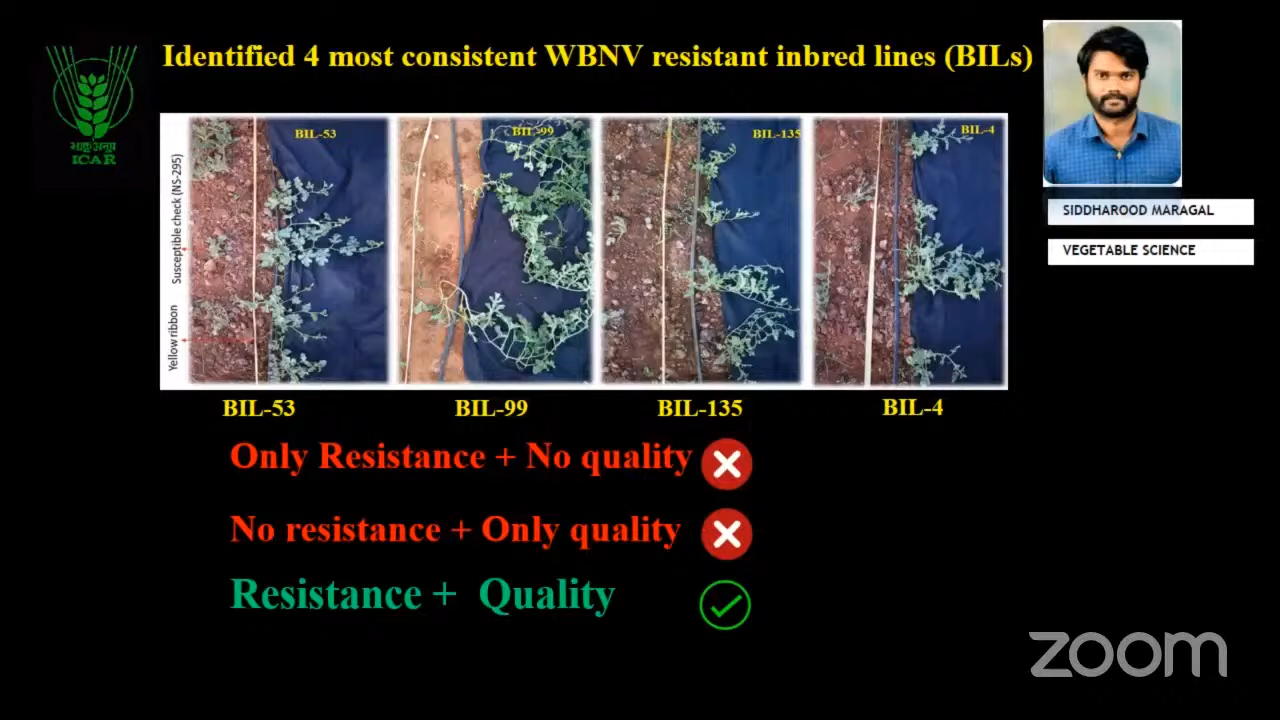 Identified 4 most consistent WBNV resistant inbred lines (BILs)
भाकृअनुप
ICAR
SIDDHAROOD MARAGAL
VEGETABLE SCIENCE
Susceptible check (NS-295)
Yellow ribbon
BIL-53
BIL-99
BIL-135
BIL-4
BIL-53
BIL-99
BIL-135
BIL-4
Only Resistance + No quality
No resistance + Only quality
Resistance + Quality
zoom